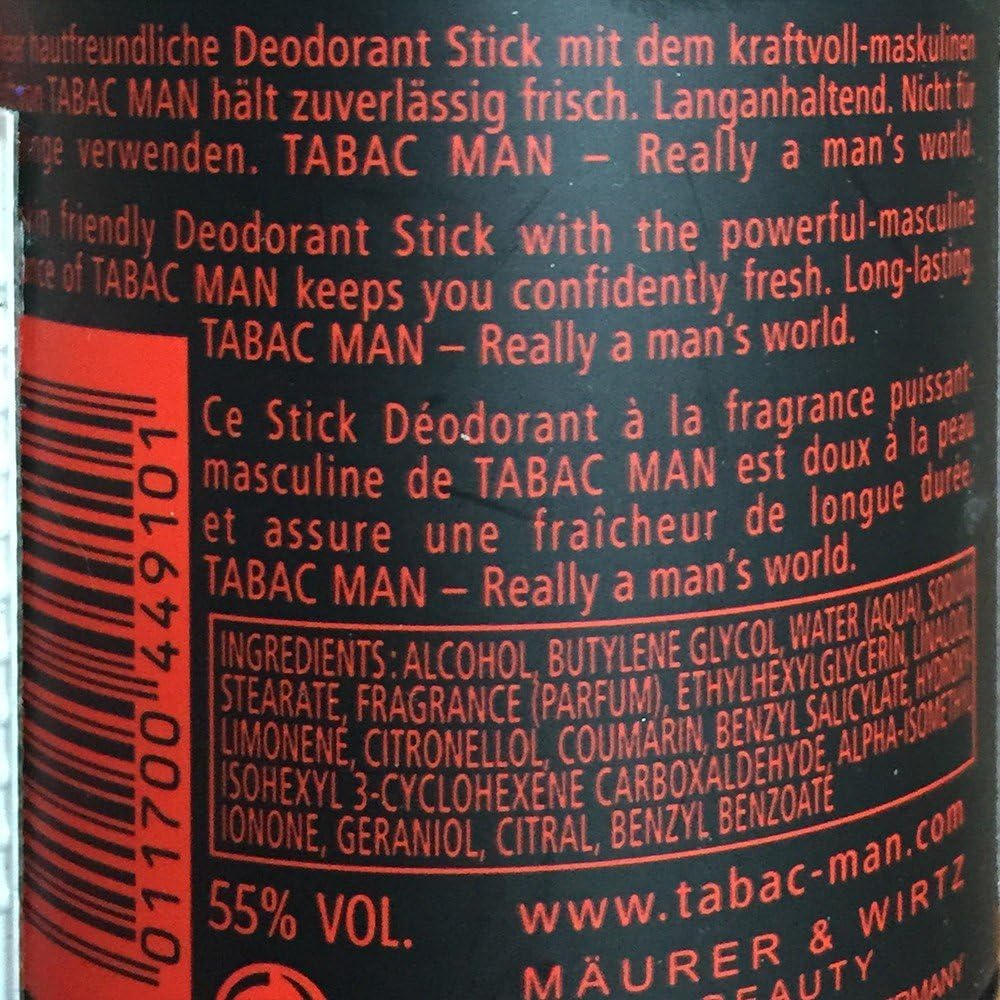 hautfreundliche Deodorant Stick mit dem kraftvoll-maskulinen
TABAC MAN hält zuverlässig frisch. Langanhaltend. Nicht für
verwenden. TABAC MAN – Really a man's world.
friendly Deodorant Stick with the powerful-masculine
of TABAC MAN keeps you confidently fresh. Long-lasting.
TABAC MAN – Really a man's world.
Ce Stick Déodorant à la fragrance puissant-
masculine de TABAC MAN est doux à la peau
et assure une fraîcheur de longue durée.
TABAC MAN – Really a man's world.
INGREDIENTS: ALCOHOL, BUTYLENE GLYCOL, WATER (AQUA), SODIUM
STEARATE, FRAGRANCE (PARFUM), ETHYLHEXYLGLYCERIN, LINALOOL,
LIMONENE, CITRONELLOL, COUMARIN, BENZYL SALICYLATE, HYDROXY-
ISOHEXYL 3-CYCLOHEXENE CARBOXALDEHYDE, ALPHA-ISOMETHYL
IONONE, GERANIOL, CITRAL, BENZYL BENZOATE
55% VOL.
www.tabac-man.com
MÄURER & WIRTZ
BEAUTY
GERMANY
011700449101